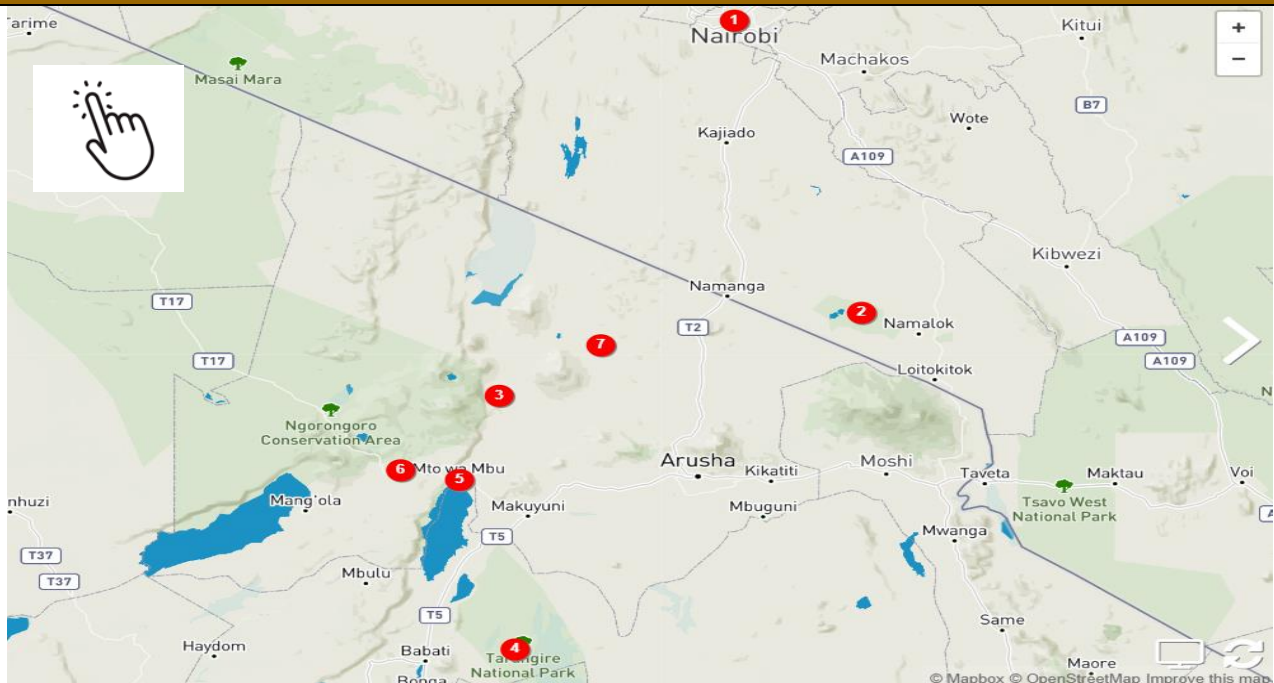 arime
1
Nairobi
Kitui
+
−
Masai Mara
Machakos
B7
Wote
Kajiado
A109
Kibwezi
Namanga
T17
2
Namalok
T2
A109
7
A109
T17
Loitokitok
3
N
Ngorongoro
Conservation Area
6
Mto wa Mbu
5
Arusha
Kikatiti
Moshi
Taveta
Maktau
Voi
nhuzi
Mang'ola
Makuyuni
Mbuguni
Tsavo West
National Park
A
T5
Mwanga
T37
T37
Mbulu
T5
Same
Haydom
Babati
4
Tarangire
National Park
Bonga
Maore
© Mapbox © OpenStreetMap Improve this map